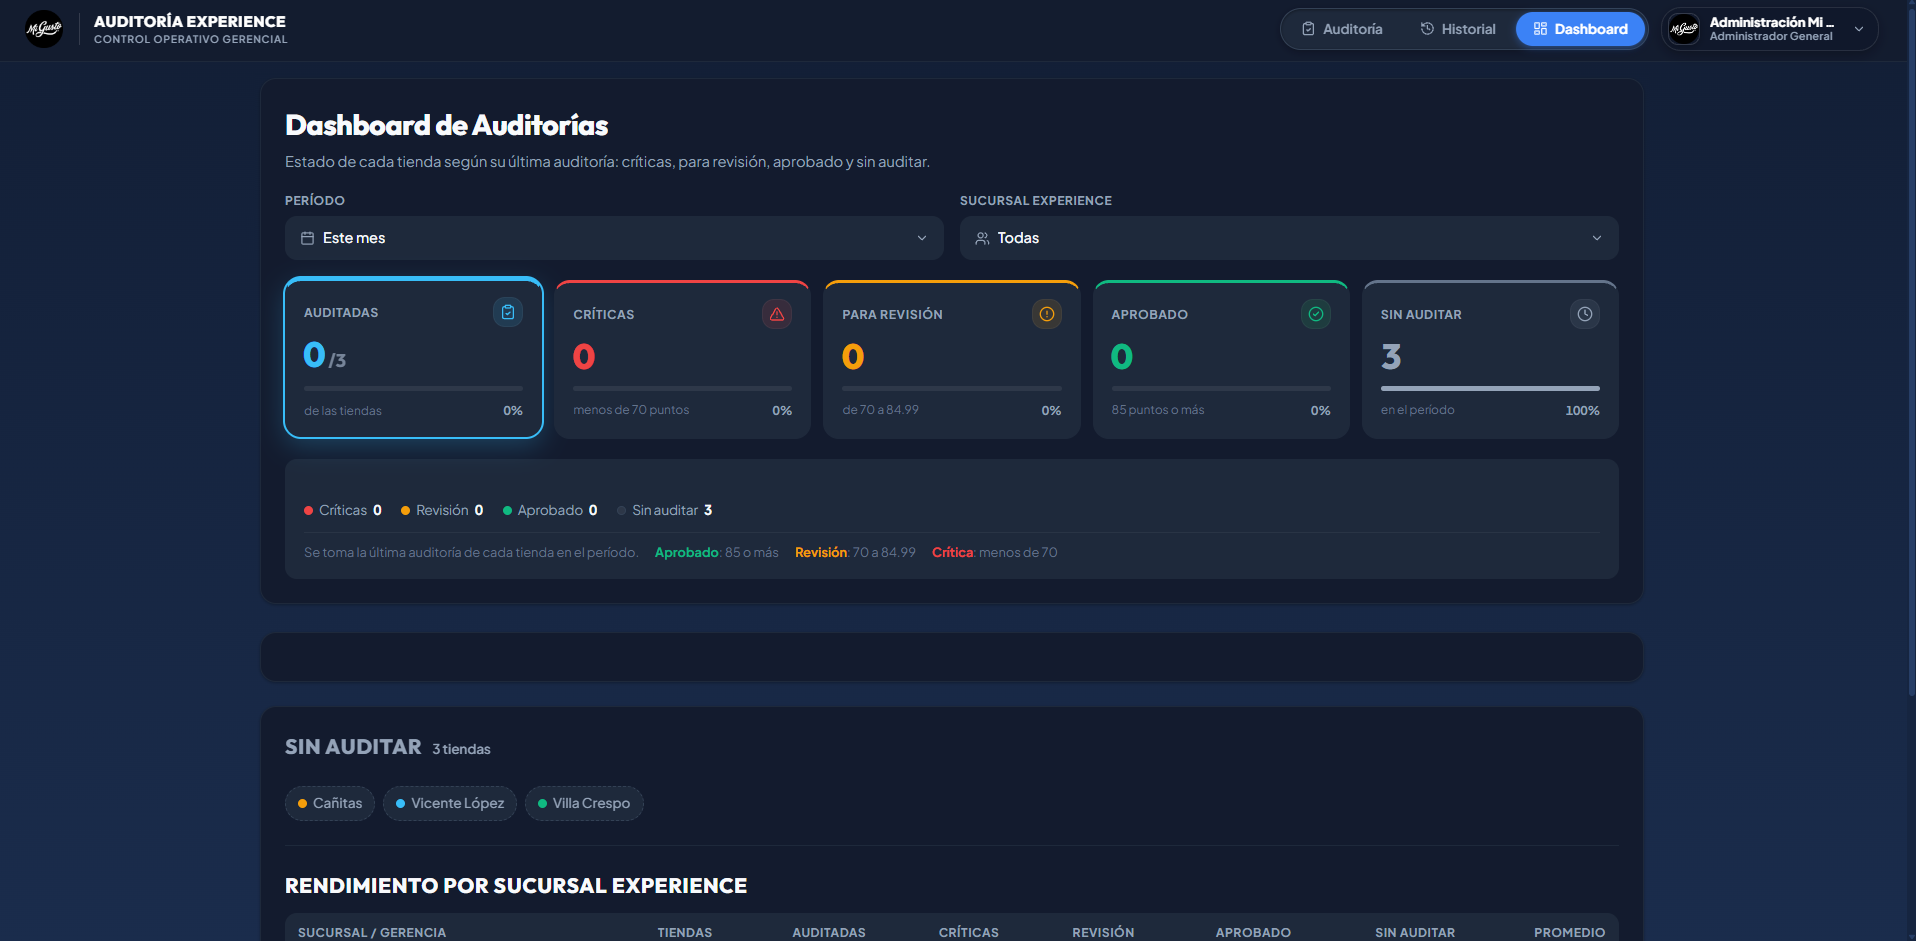 Mi Gusto
AUDITORÍA EXPERIENCE
CONTROL OPERATIVO GERENCIAL
Auditoría
Historial
Dashboard
Mi Gusto
Administración Mi ...
Administrador General
Dashboard de Auditorías
Estado de cada tienda según su última auditoría: críticas, para revisión, aprobado y sin auditar.
PERÍODO
SUCURSAL EXPERIENCE
Este mes
Todas
AUDITADAS
0/3
de las tiendas 0%
CRÍTICAS
0
menos de 70 puntos 0%
PARA REVISIÓN
0
de 70 a 84.99 0%
APROBADO
0
85 puntos o más 0%
SIN AUDITAR
3
en el período 100%
Críticas 0 Revisión 0 Aprobado 0 Sin auditar 3
Se toma la última auditoría de cada tienda en el período. Aprobado: 85 o más Revisión: 70 a 84.99 Crítica: menos de 70
SIN AUDITAR 3 tiendas
Cañitas Vicente López Villa Crespo
RENDIMIENTO POR SUCURSAL EXPERIENCE
SUCURSAL / GERENCIA TIENDAS AUDITADAS CRÍTICAS REVISIÓN APROBADO SIN AUDITAR PROMEDIO